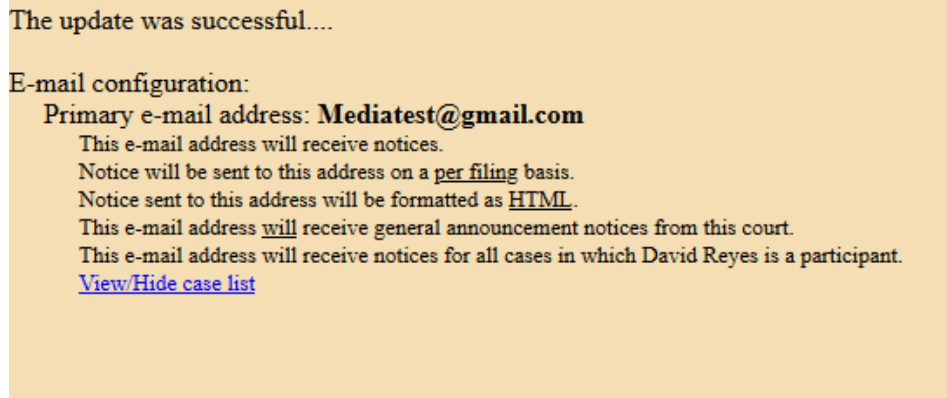 The update was successful....
E-mail configuration:
Primary e-mail address: Mediatest@gmail.com
This e-mail address will receive notices.
Notice will be sent to this address on a per filing basis.
Notice sent to this address will be formatted as HTML.
This e-mail address will receive general announcement notices from this court.
This e-mail address will receive notices for all cases in which David Reyes is a participant.
View/Hide case list